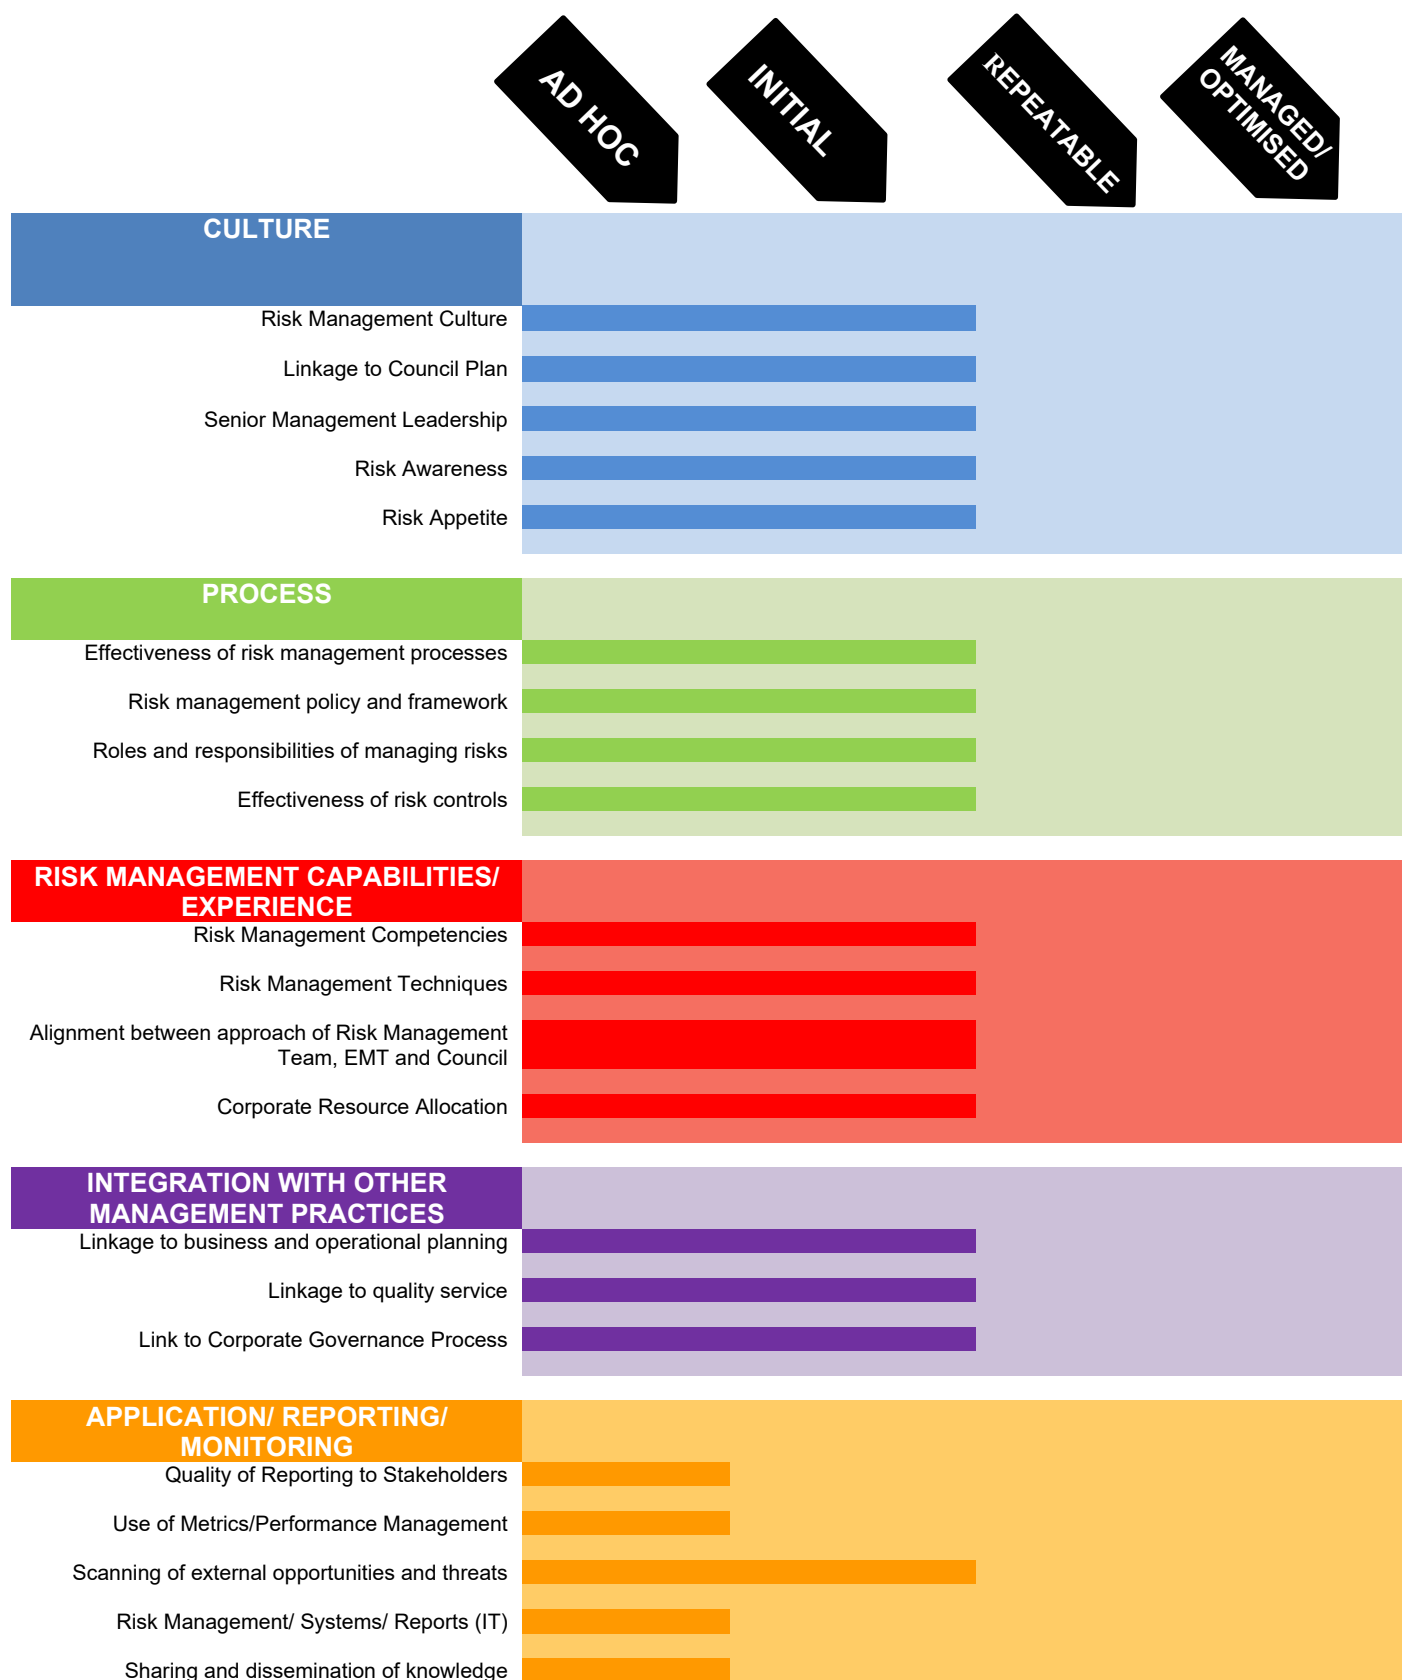 AD HOC
INITIAL
REPEATABLE
MANAGED/
OPTIMISED
CULTURE
Risk Management Culture
Linkage to Council Plan
Senior Management Leadership
Risk Awareness
Risk Appetite
PROCESS
Effectiveness of risk management processes
Risk management policy and framework
Roles and responsibilities of managing risks
Effectiveness of risk controls
RISK MANAGEMENT CAPABILITIES/
EXPERIENCE
Risk Management Competencies
Risk Management Techniques
Alignment between approach of Risk Management
Team, EMT and Council
Corporate Resource Allocation
INTEGRATION WITH OTHER
MANAGEMENT PRACTICES
Linkage to business and operational planning
Linkage to quality service
Link to Corporate Governance Process
APPLICATION/ REPORTING/
MONITORING
Quality of Reporting to Stakeholders
Use of Metrics/Performance Management
Scanning of external opportunities and threats
Risk Management/ Systems/ Reports (IT)
Sharing and dissemination of knowledge